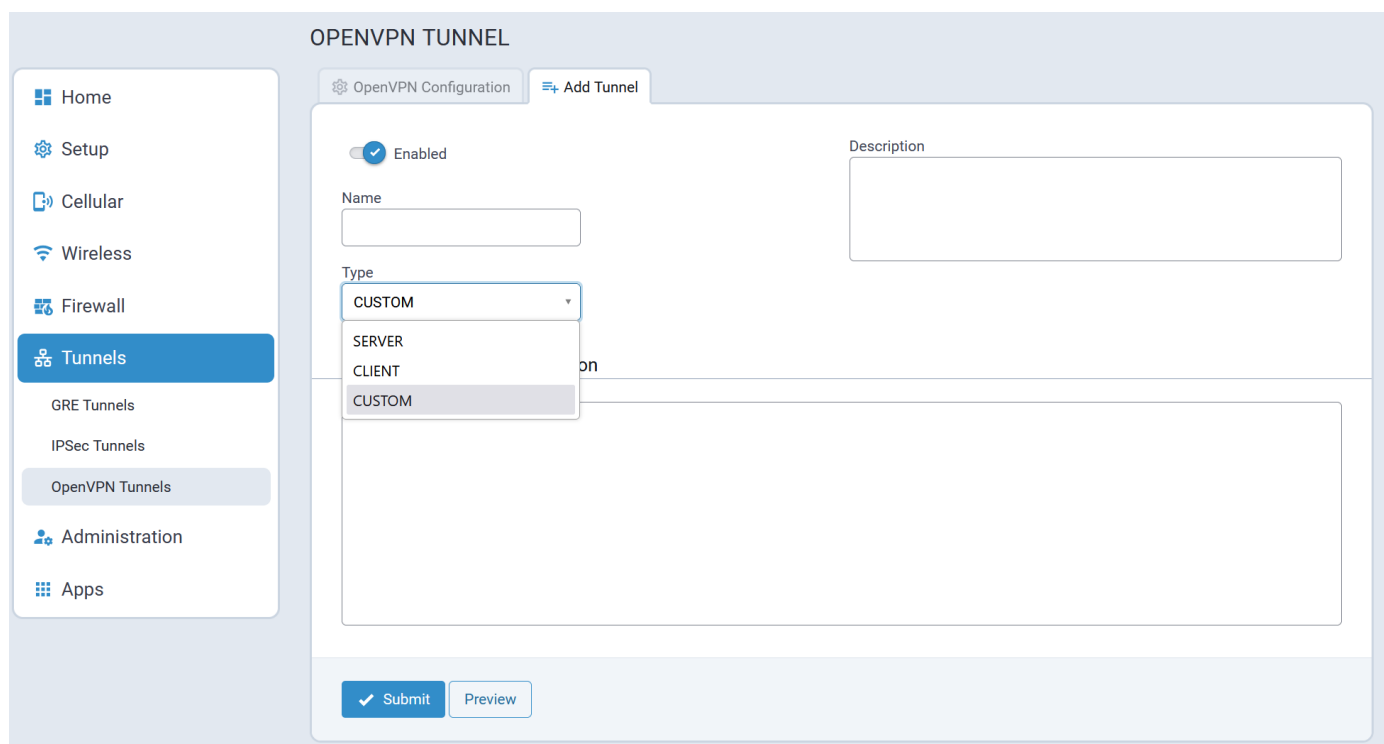 OPENVPN TUNNEL
Home
Setup
Cellular
Wireless
Firewall
Tunnels
GRE Tunnels
IPSec Tunnels
OpenVPN Tunnels
Administration
Apps
OpenVPN Configuration
Add Tunnel
Enabled
Name
Description
Type
CUSTOM
SERVER
CLIENT
CUSTOM
on
Submit
Preview